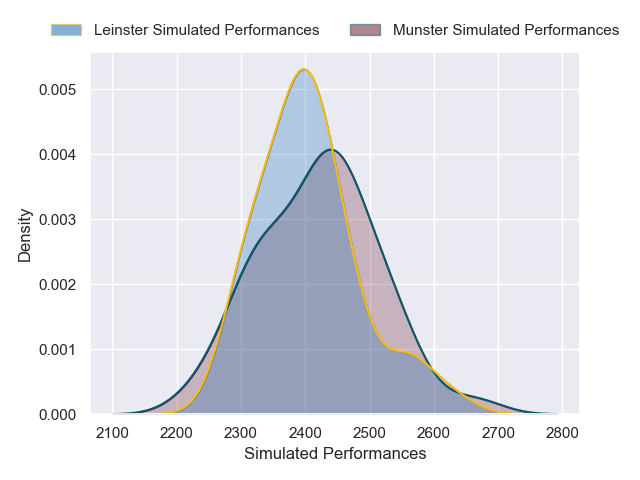 Leinster Simulated Performances Munster Simulated Performances
0.005
0.004
0.003
0.002
0.001
0.000
Density
2100 2200 2300 2400 2500 2600 2700 2800
Simulated Performances